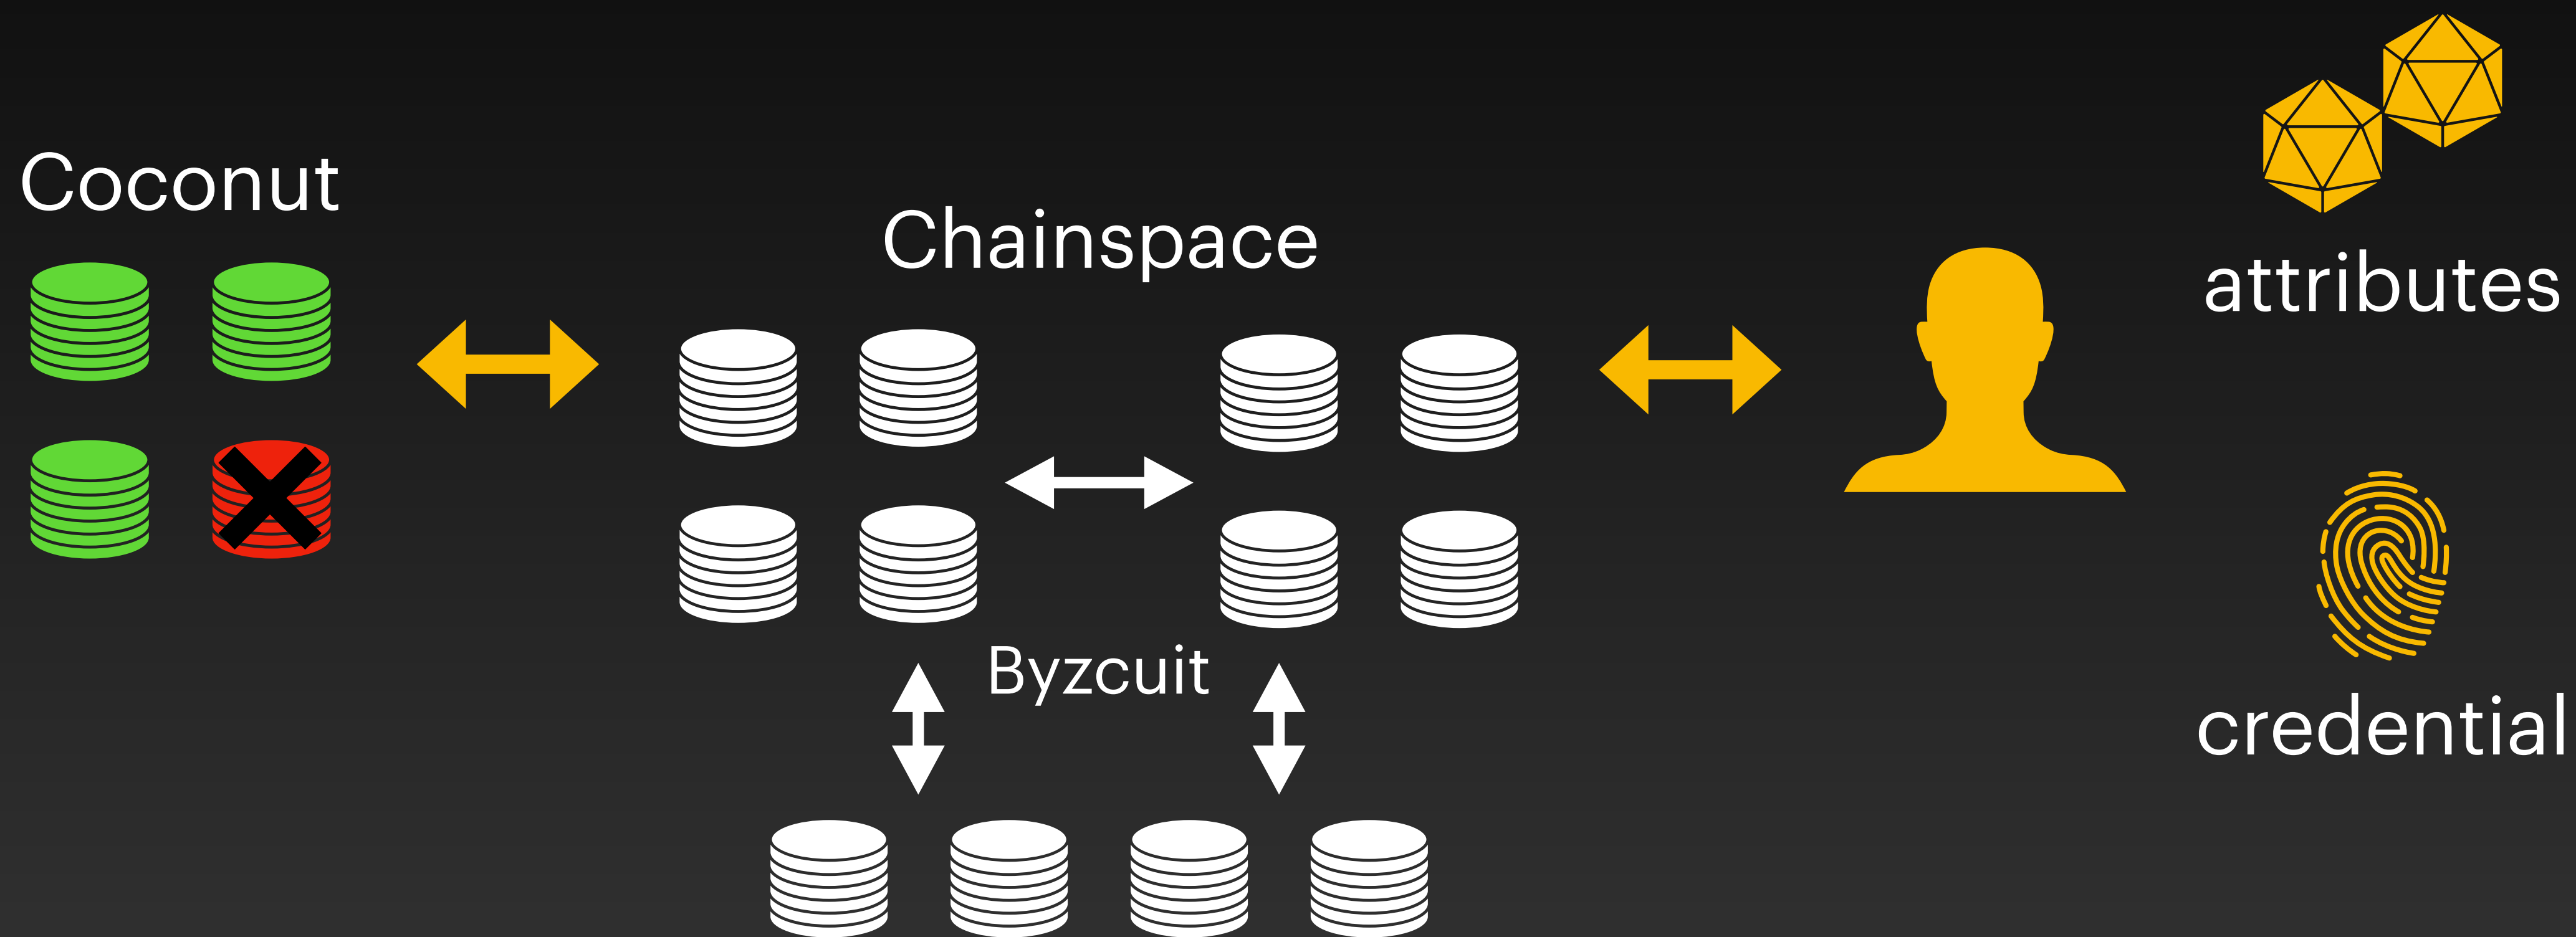 Coconut
Chainspace
attributes
Byzcuit
credential